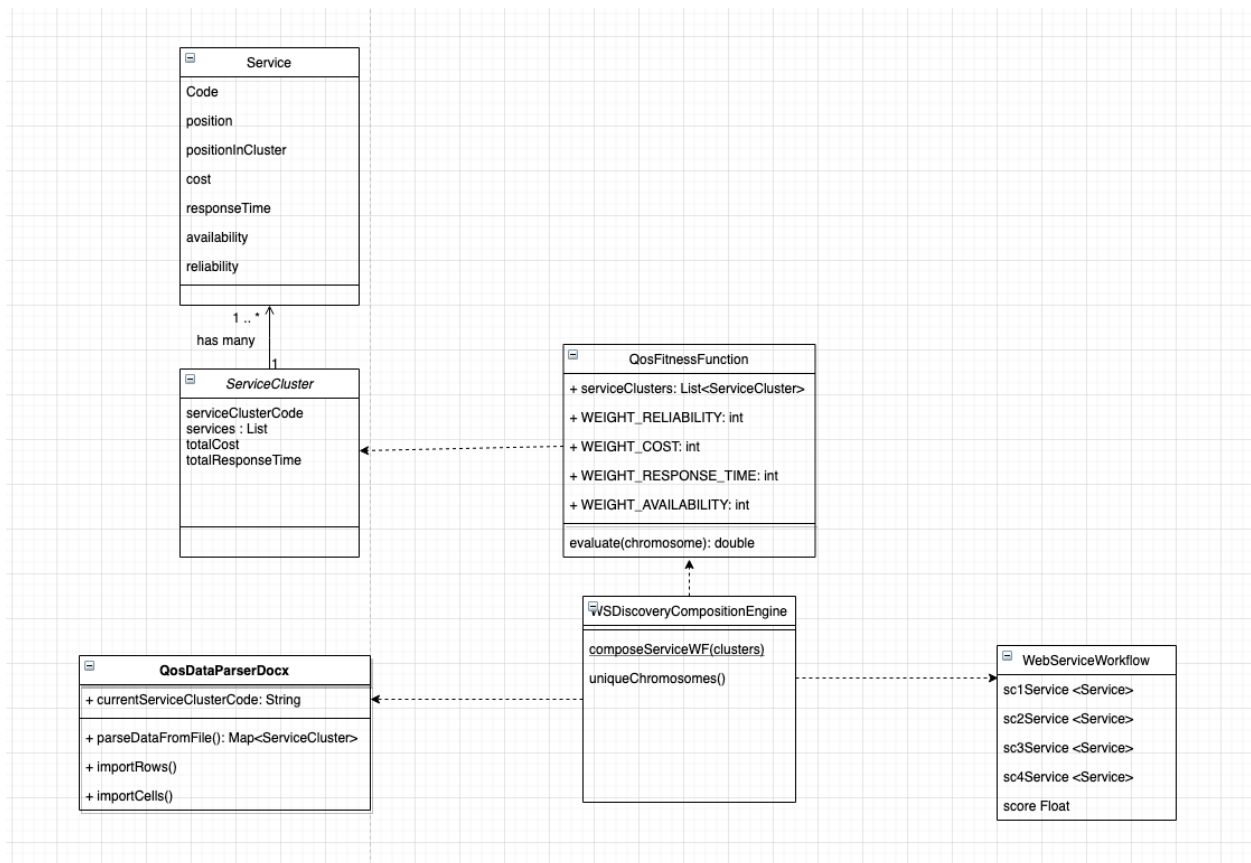 Service
Code
position
positionInCluster
cost
responseTime
availability
reliability
1 .. *
has many
1
ServiceCluster
serviceClusterCode
services : List
totalCost
totalResponseTime
QosFitnessFunction
+ serviceClusters: List<ServiceCluster>
+ WEIGHT_RELIABILITY: int
+ WEIGHT_COST: int
+ WEIGHT_RESPONSE_TIME: int
+ WEIGHT_AVAILABILITY: int
evaluate(chromosome): double
WSDiscoveryCompositionEngine
composeServiceWF(clusters)
uniqueChromosomes()
QosDataParserDocx
+ currentServiceClusterCode: String
+ parseDataFromFile(): Map<ServiceCluster>
+ importRows()
+ importCells()
WebServiceWorkflow
sc1Service <Service>
sc2Service <Service>
sc3Service <Service>
sc4Service <Service>
score Float